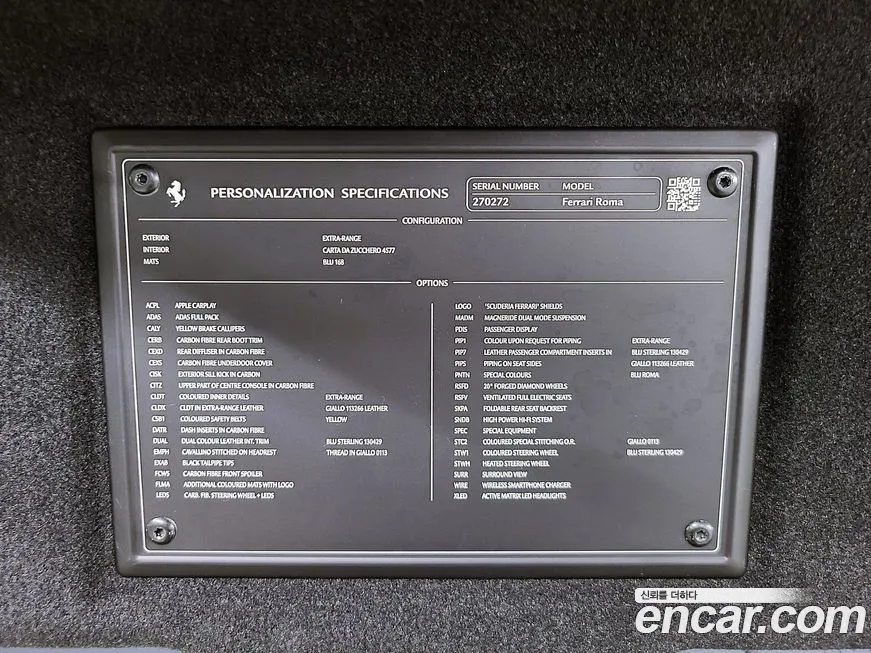 PERSONALIZATION SPECIFICATIONS
SERIAL NUMBER MODEL
270272 Ferrari Roma
CONFIGURATION
EXTERIOR EXTRA-RANGE
INTERIOR CARTA DA ZUCCHERO 4577
MATS BLU 168
OPTIONS
ACPL APPLE CARPLAY
ADAS ADAS FULL PACK
CALY YELLOW BRAKE CALLIPERS
CERB CARBON FIBRE REAR BOOT TRIM
CEXD REAR DIFFUSER IN CARBON FIBRE
CEXS CARBON FIBRE UNDERDOOR COVER
CISK EXTERIOR SILL KICK IN CARBON
CITZ UPPER PART OF CENTRE CONSOLE IN CARBON FIBRE
CLDT COLOURED INNER DETAILS EXTRA-RANGE
CLDX CLDT IN EXTRA-RANGE LEATHER GIALLO 113266 LEATHER
CSB1 COLOURED SAFETY BELTS YELLOW
DATR DASH INSERTS IN CARBON FIBRE
DUAL DUAL COLOUR LEATHER INT. TRIM BLU STERLING 130429
EMPH CAVALLINO STITCHED ON HEADREST THREAD IN GIALLO 0113
EXAB BLACK TAILPIPE TIPS
FCWS CARBON FIBRE FRONT SPOILER
FLMA ADDITIONAL COLOURED MATS WITH LOGO
LEDS CARB. FIB. STEERING WHEEL + LEDS
LOGO 'SCUDERIA FERRARI' SHIELDS
MADM MAGNERIDE DUAL MODE SUSPENSION
PDIS PASSENGER DISPLAY
PIP1 COLOUR UPON REQUEST FOR PIPING EXTRA-RANGE
PIP7 LEATHER PASSENGER COMPARTMENT INSERTS IN BLU STERLING 130429
PIP5 PIPING ON SEAT SIDES GIALLO 113266 LEATHER
PNTN SPECIAL COLOURS BLU ROMA
RSFD 20" FORGED DIAMOND WHEELS
RSFV VENTILATED FULL ELECTRIC SEATS
SKPA FOLDABLE REAR SEAT BACKREST
SNDB HIGH POWER HI-FI SYSTEM
SPEC SPECIAL EQUIPMENT
STC2 COLOURED SPECIAL STITCHING O.R. GIALLO 0113
STW1 COLOURED STEERING WHEEL BLU STERLING 130429
STWH HEATED STEERING WHEEL
SURR SURROUND VIEW
WIRE WIRELESS SMARTPHONE CHARGER
XLED ACTIVE MATRIX LED HEADLIGHTS
신뢰를 더하다
encar.com